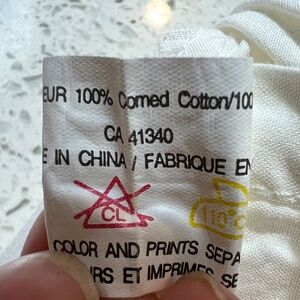 EUR 100% Comed Cotton/100
CA 41340
E IN CHINA / FABRIQUE EN
CL
110°C
COLOR AND PRINTS SEPA
URS ET IMPRIMES SE